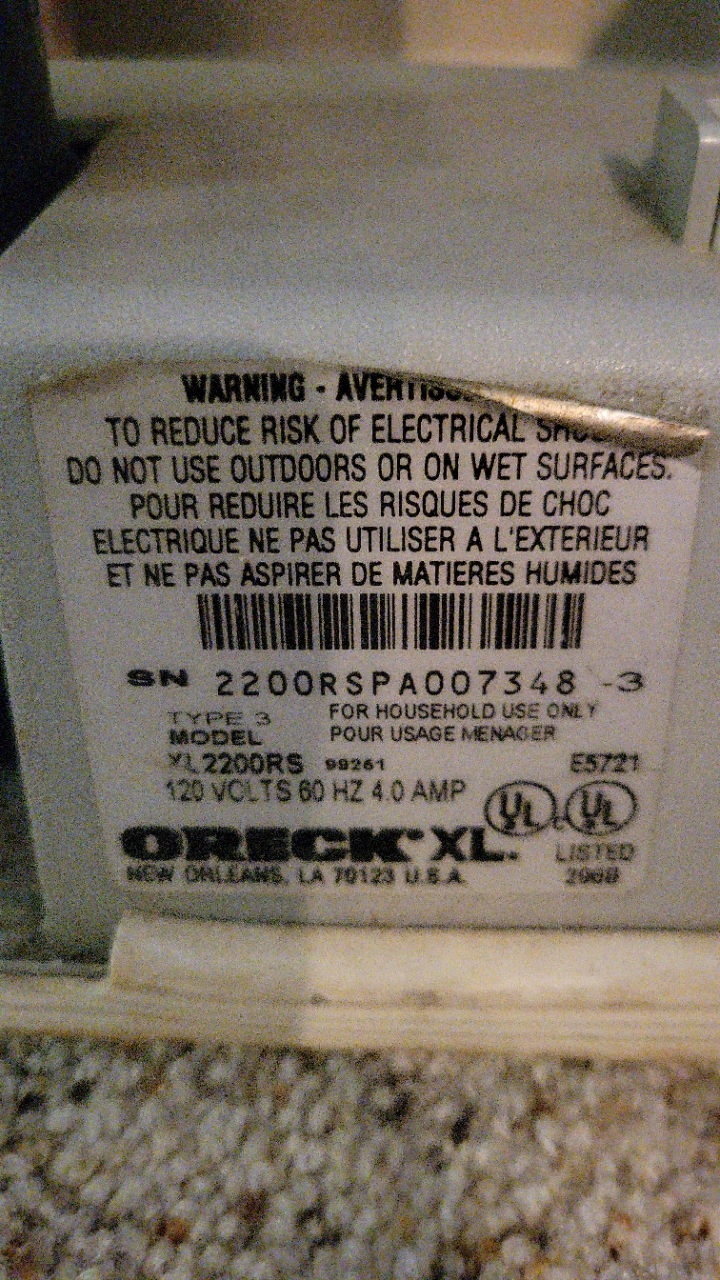 WARNING - 
TO REDUCE RISK OF ELECTRICAL
DO NOT USE OUTDOORS OR ON WET SURFACES.
POUR REDUIRE LES RISQUES DE CHOC
ELECTRIQUE NE PAS UTILISER A L'EXTERIEUR
ET NE PAS ASPIRER DE MATIERES HUMIDES
SN 2200RSPA007348 -3
TYPE 3 FOR HOUSEHOLD USE ONLY
MODEL POUR USAGE MENAGER
XL2200RS 99261 E5721
120 VOLTS 60 HZ 4.0 AMP UL UL
ORECK XL. LISTED
NEW ORLEANS, LA 70123 U.S.A.